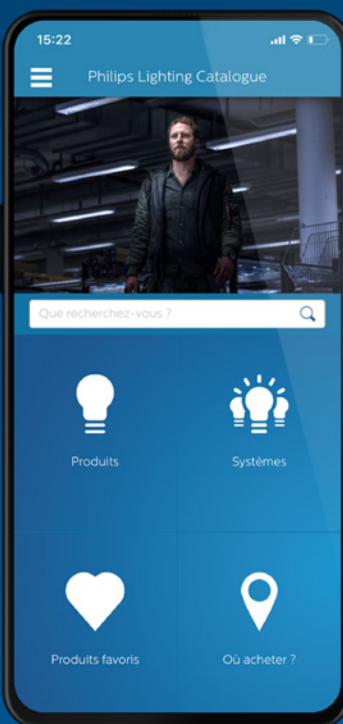 15:22
Philips Lighting Catalogue
Que recherchez-vous ?
Produits
Systèmes
Produits favoris
Où acheter ?